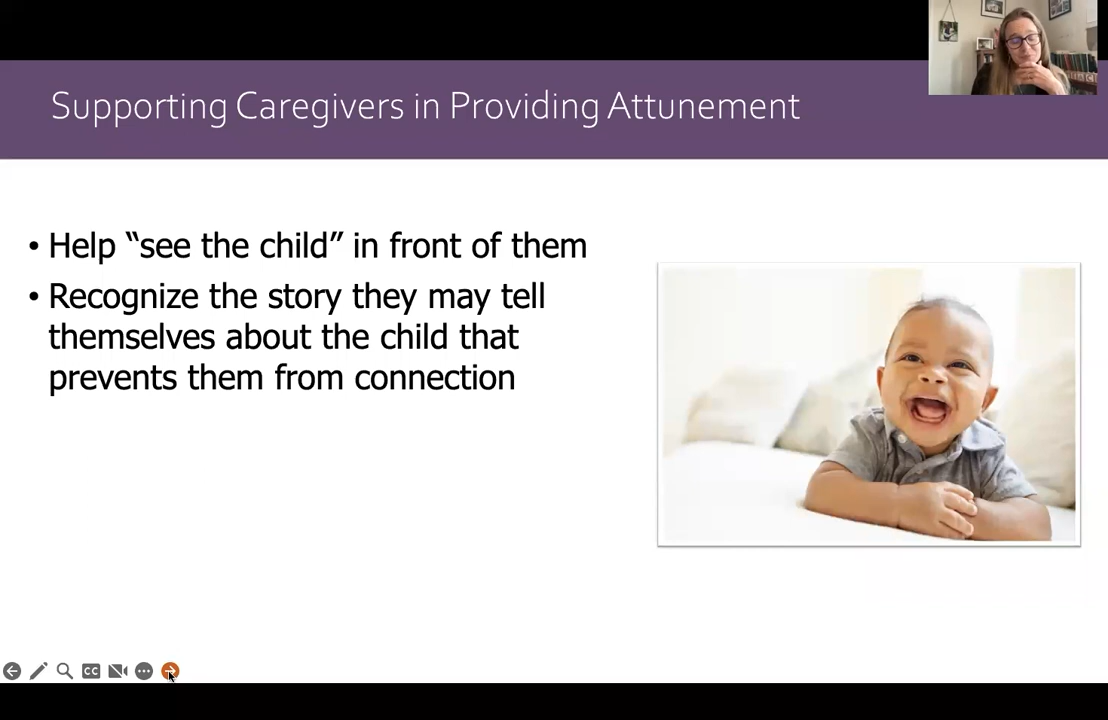 Supporting Caregivers in Providing Attunement
• Help “see the child” in front of them
• Recognize the story they may tell
themselves about the child that
prevents them from connection
CC